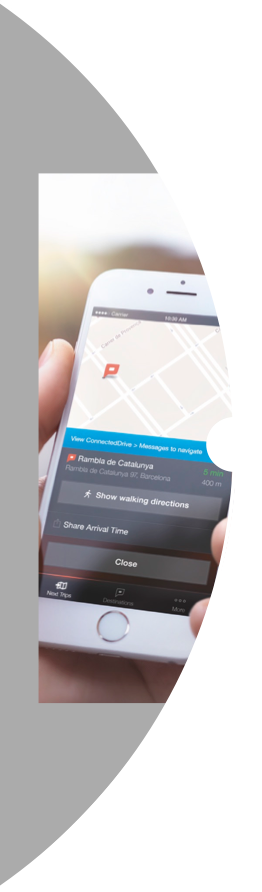 Carrier 10:30 AM
View ConnectedDrive > Messages to navigate
Rambla de Catalunya
5 min
Rambla de Catalunya 97, Barcelona
400 m
Show walking directions
Share Arrival Time
Close
Next Trips
Destinations
More